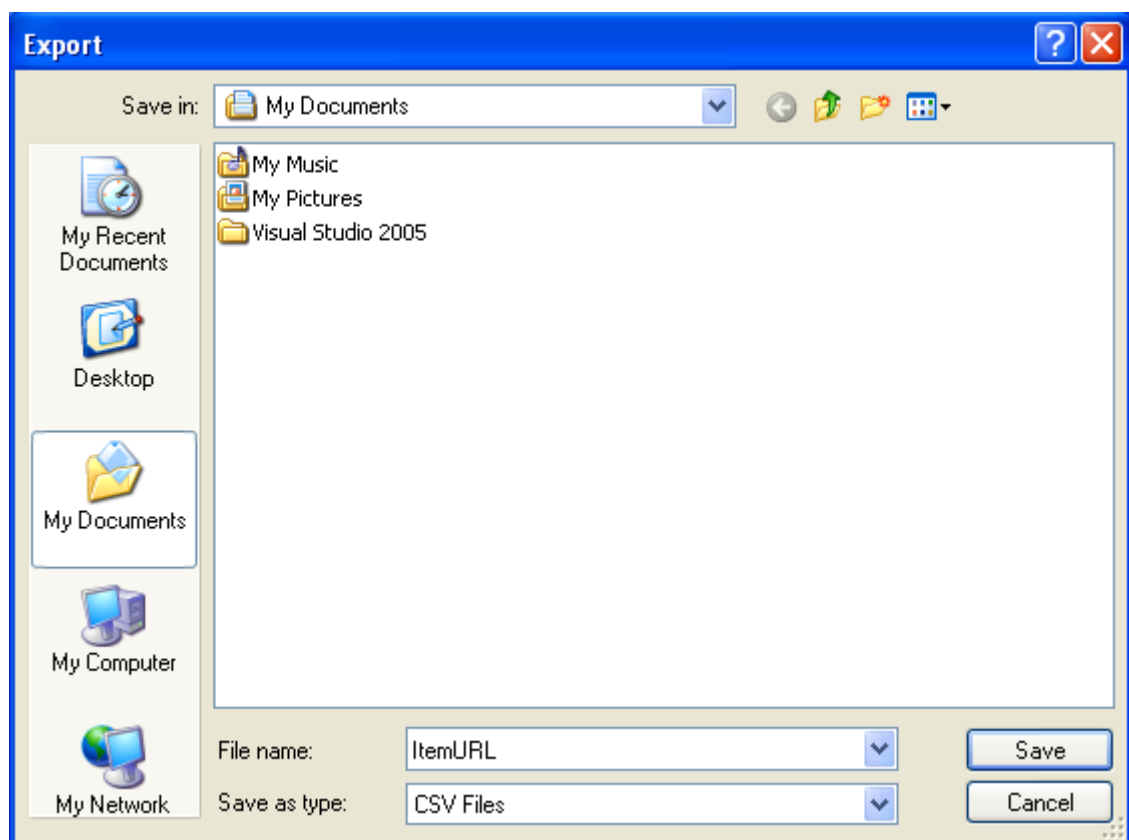 Export
Save in: My Documents
My Music
My Pictures
Visual Studio 2005
My Recent
Documents
Desktop
My Documents
My Computer
My Network
File name: ItemURL Save
Save as type: CSV Files Cancel